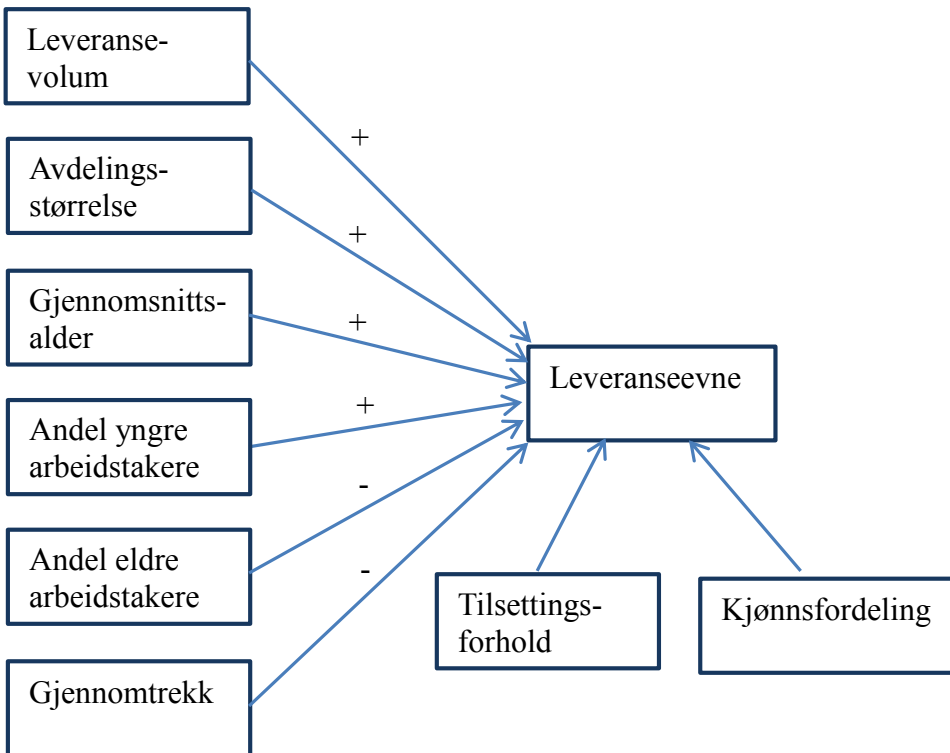 Leveranse-
volum
+
Avdelings-
størrelse
+
Gjennomsnitts-
alder
+
Leveranseevne
Andel yngre
arbeidstakere
+
-
Andel eldre
arbeidstakere
-
Tilsettings-
forhold
Kjønnsfordeling
Gjennomtrekk